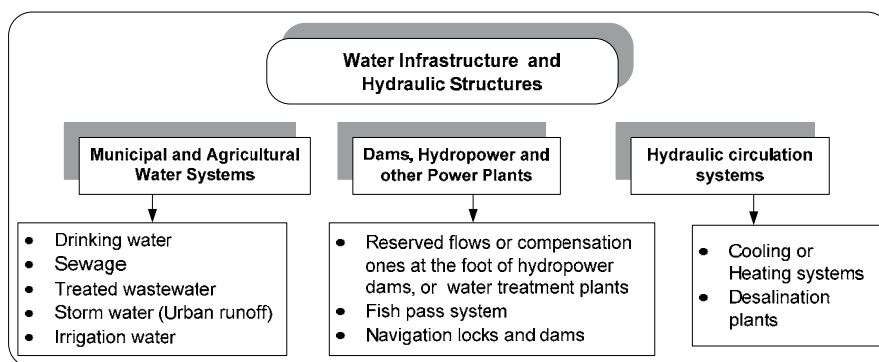 Water Infrastructure and
Hydraulic Structures
Municipal and Agricultural
Water Systems
• Drinking water
• Sewage
• Treated wastewater
• Storm water (Urban runoff)
• Irrigation water
Dams, Hydropower and
other Power Plants
• Reserved flows or compensation
ones at the foot of hydropower
dams, or water treatment plants
• Fish pass system
• Navigation locks and dams
Hydraulic circulation
systems
• Cooling or
Heating systems
• Desalination
plants